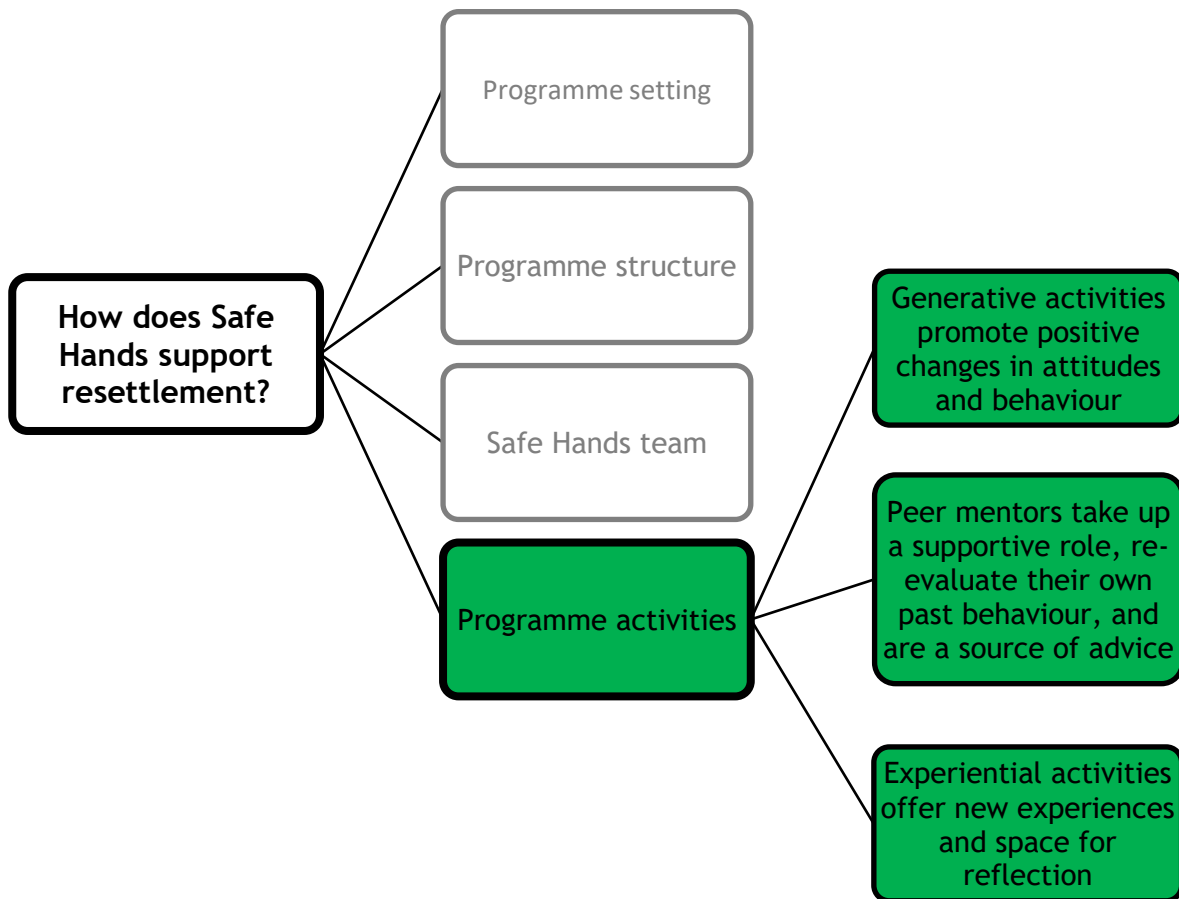 How does Safe
Hands support
resettlement?
Programme setting
Programme structure
Safe Hands team
Programme activities
Generative activities
promote positive
changes in attitudes
and behaviour
Peer mentors take up
a supportive role, re-
evaluate their own
past behaviour, and
are a source of advice
Experiential activities
offer new experiences
and space for
reflection